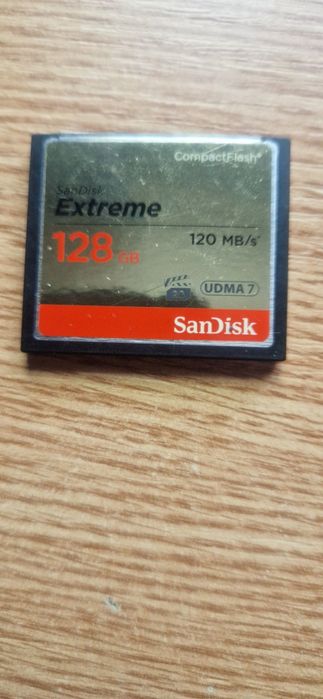 CompactFlash®
SanDisk
Extreme
128 GB
120 MB/s
UDMA 7
SanDisk